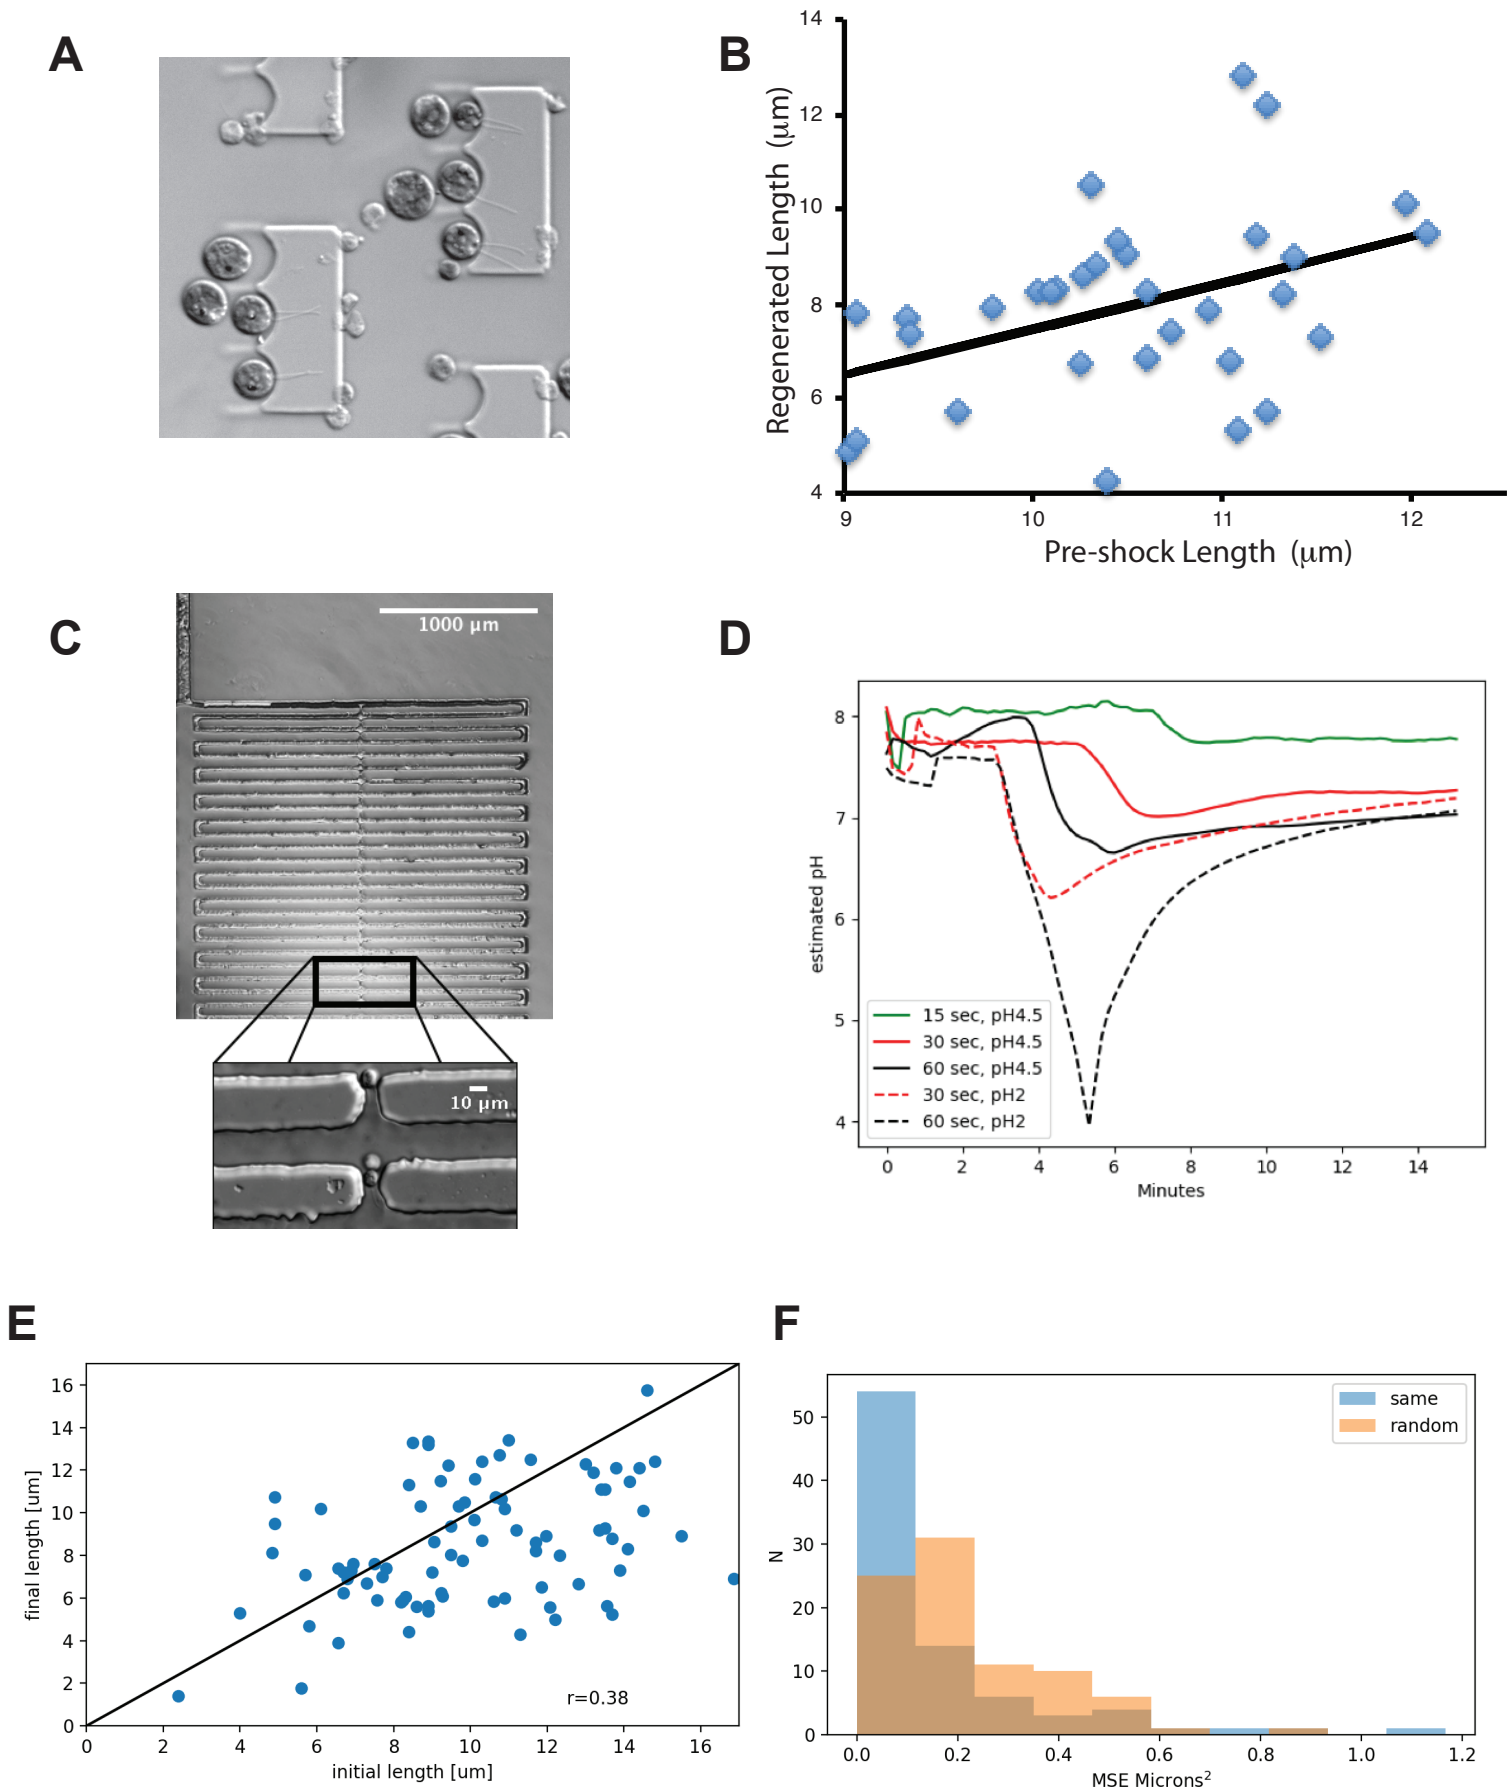 A
B
14
12
10
8
6
4
Regenerated Length (μm)
9
10
11
12
Pre-shock Length (μm)
C
1000 μm
10 μm
D
8
7
6
5
4
estimated pH
15 sec, pH4.5
30 sec, pH4.5
60 sec, pH4.5
30 sec, pH2
60 sec, pH2
0
2
4
6
8
10
12
14
Minutes
E
16
14
12
10
8
6
4
2
0
final length [um]
r=0.38
0
2
4
6
8
10
12
14
16
initial length [um]
F
same
random
50
40
30
20
10
0
N
0.0
0.2
0.4
0.6
0.8
1.0
1.2
MSE Microns²